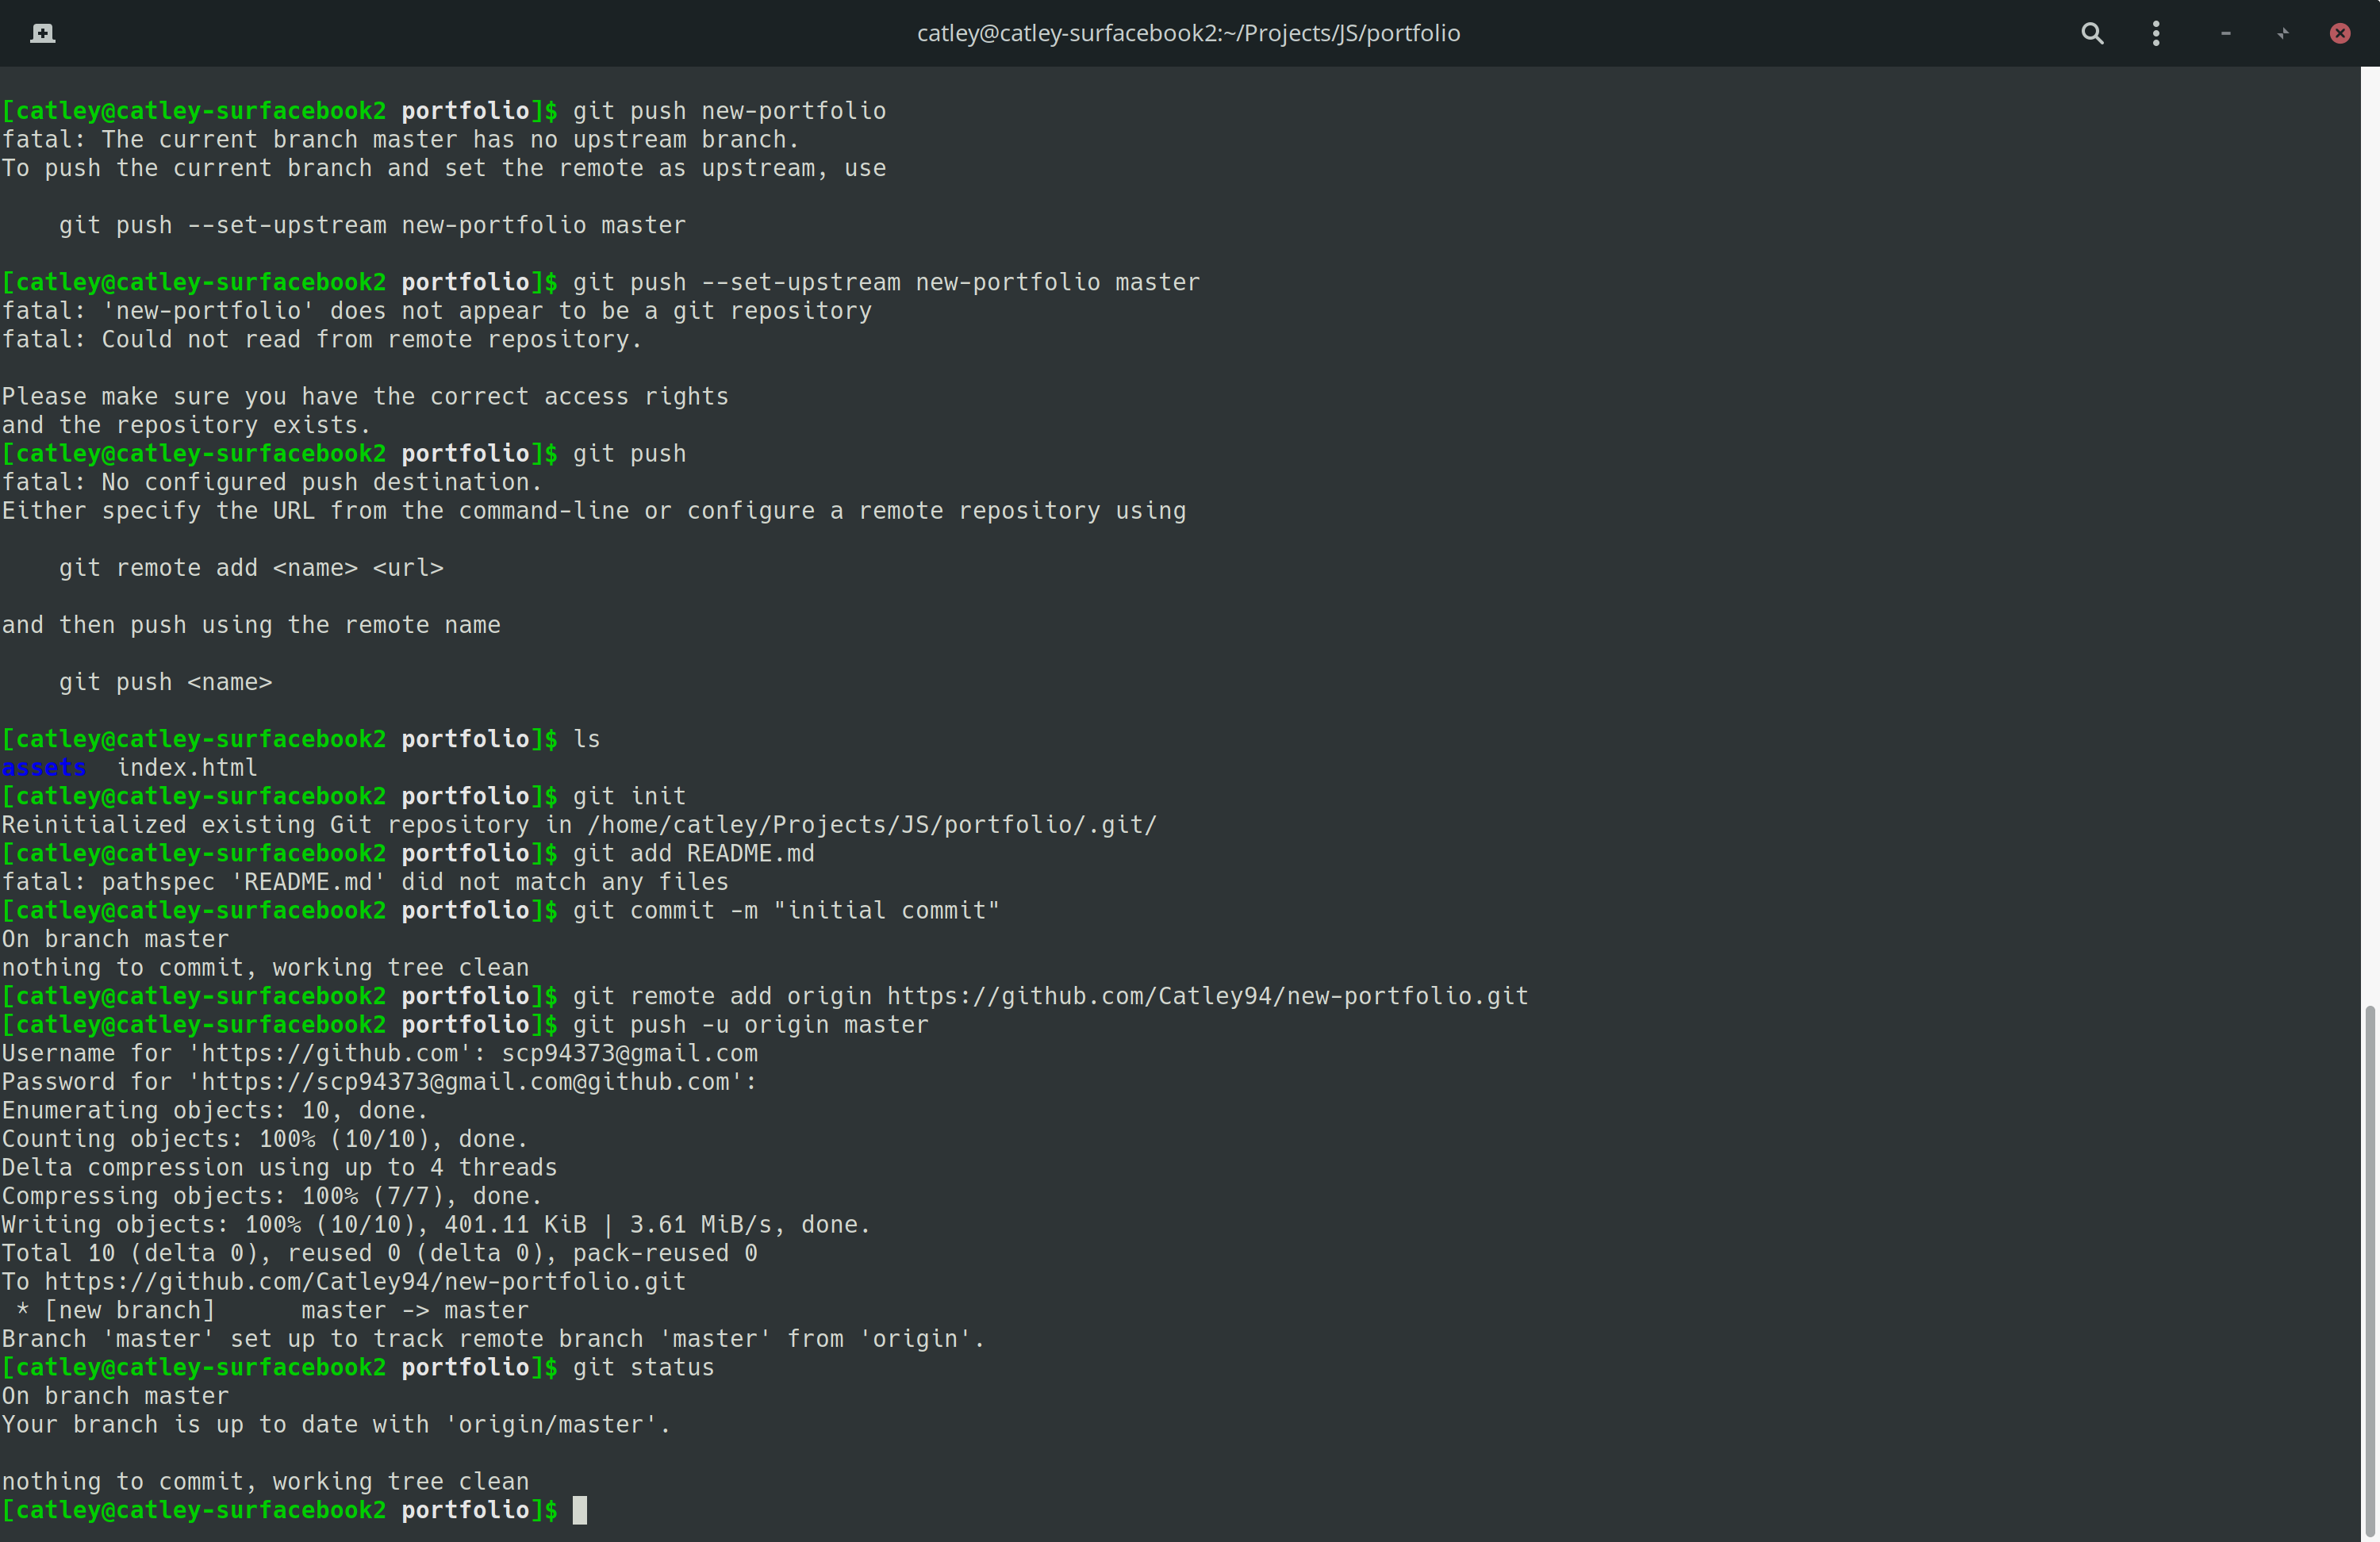 catley@catley-surfacebook2:~/Projects/JS/portfolio
[catley@catley-surfacebook2 portfolio]$ git push new-portfolio
fatal: The current branch master has no upstream branch.
To push the current branch and set the remote as upstream, use

    git push --set-upstream new-portfolio master

[catley@catley-surfacebook2 portfolio]$ git push --set-upstream new-portfolio master
fatal: 'new-portfolio' does not appear to be a git repository
fatal: Could not read from remote repository.

Please make sure you have the correct access rights
and the repository exists.
[catley@catley-surfacebook2 portfolio]$ git push
fatal: No configured push destination.
Either specify the URL from the command-line or configure a remote repository using

    git remote add <name> <url>

and then push using the remote name

    git push <name>

[catley@catley-surfacebook2 portfolio]$ ls
assets  index.html
[catley@catley-surfacebook2 portfolio]$ git init
Reinitialized existing Git repository in /home/catley/Projects/JS/portfolio/.git/
[catley@catley-surfacebook2 portfolio]$ git add README.md
fatal: pathspec 'README.md' did not match any files
[catley@catley-surfacebook2 portfolio]$ git commit -m "initial commit"
On branch master
nothing to commit, working tree clean
[catley@catley-surfacebook2 portfolio]$ git remote add origin https://github.com/Catley94/new-portfolio.git
[catley@catley-surfacebook2 portfolio]$ git push -u origin master
Username for 'https://github.com': scp94373@gmail.com
Password for 'https://scp94373@gmail.com@github.com':
Enumerating objects: 10, done.
Counting objects: 100% (10/10), done.
Delta compression using up to 4 threads
Compressing objects: 100% (7/7), done.
Writing objects: 100% (10/10), 401.11 KiB | 3.61 MiB/s, done.
Total 10 (delta 0), reused 0 (delta 0), pack-reused 0
To https://github.com/Catley94/new-portfolio.git
 * [new branch]      master -> master
Branch 'master' set up to track remote branch 'master' from 'origin'.
[catley@catley-surfacebook2 portfolio]$ git status
On branch master
Your branch is up to date with 'origin/master'.

nothing to commit, working tree clean
[catley@catley-surfacebook2 portfolio]$